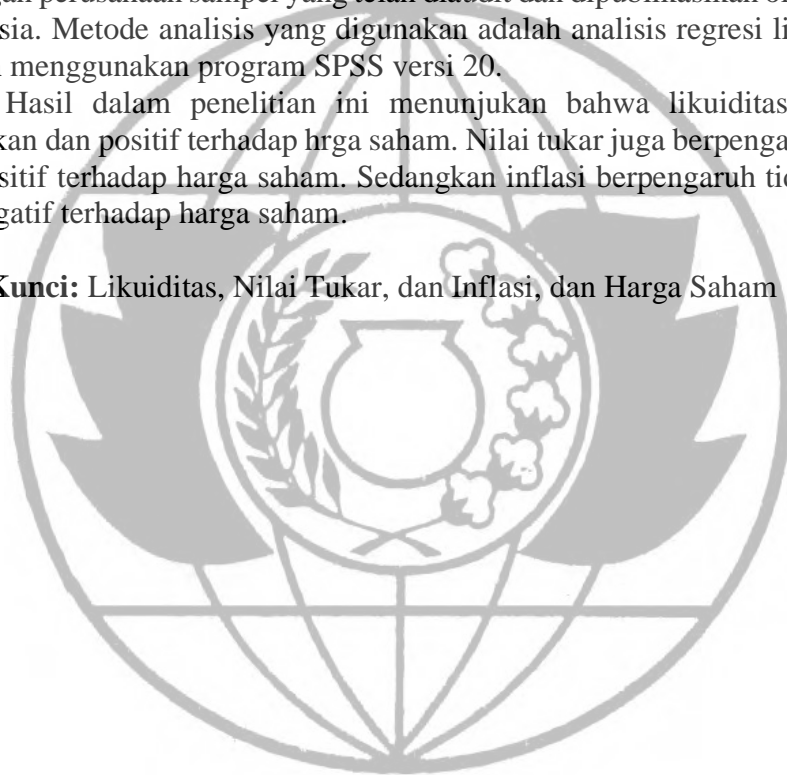 perusahaan sampel yang telah diaudit dan dipublikasikan
sia. Metode analisis yang digunakan adalah analisis regresi li
menggunakan program SPSS versi 20.
Hasil dalam penelitian ini menunjukan bahwa likuiditas
kan dan positif terhadap hrga saham. Nilai tukar juga berpenga
sitif terhadap harga saham. Sedangkan inflasi berpengaruh tid
gatif terhadap harga saham.
Kunci: Likuiditas, Nilai Tukar, dan Inflasi, dan Harga Saham